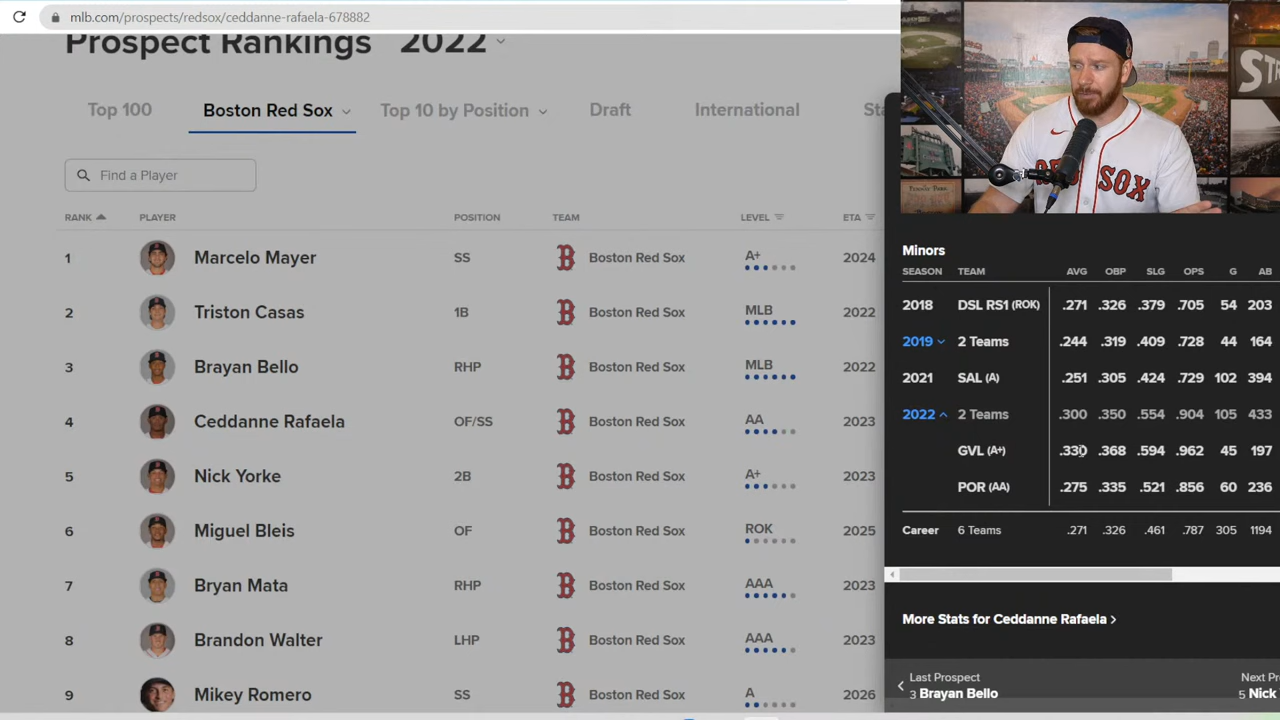 mlb.com/prospects/redsox/ceddanne-rafaela-678882
Prospect Rankings 2022
Top 100 Boston Red Sox Top 10 by Position Draft International Sta
Find a Player
RANK PLAYER POSITION TEAM LEVEL ETA
1 Marcelo Mayer SS B Boston Red Sox A+ 2024
2 Triston Casas 1B B Boston Red Sox MLB 2022
3 Brayan Bello RHP B Boston Red Sox MLB 2022
4 Ceddanne Rafaela OF/SS B Boston Red Sox AA 2023
5 Nick Yorke 2B B Boston Red Sox A+ 2023
6 Miguel Bleis OF B Boston Red Sox ROK 2025
7 Bryan Mata RHP B Boston Red Sox AAA 2023
8 Brandon Walter LHP B Boston Red Sox AAA 2023
9 Mikey Romero SS B Boston Red Sox A 2026
RED SOX
Minors
SEASON TEAM AVG OBP SLG OPS G AB
2018 DSL RS1 (ROK) .271 .326 .379 .705 54 203
2019 2 Teams .244 .319 .409 .728 44 164
2021 SAL (A) .251 .305 .424 .729 102 394
2022 2 Teams .300 .350 .554 .904 105 433
GVL (A+) .330 .368 .594 .962 45 197
POR (AA) .275 .335 .521 .856 60 236
Career 6 Teams .271 .326 .461 .787 305 1194
More Stats for Ceddanne Rafaela >
Last Prospect Next Pr
3 Brayan Bello 5 Nick